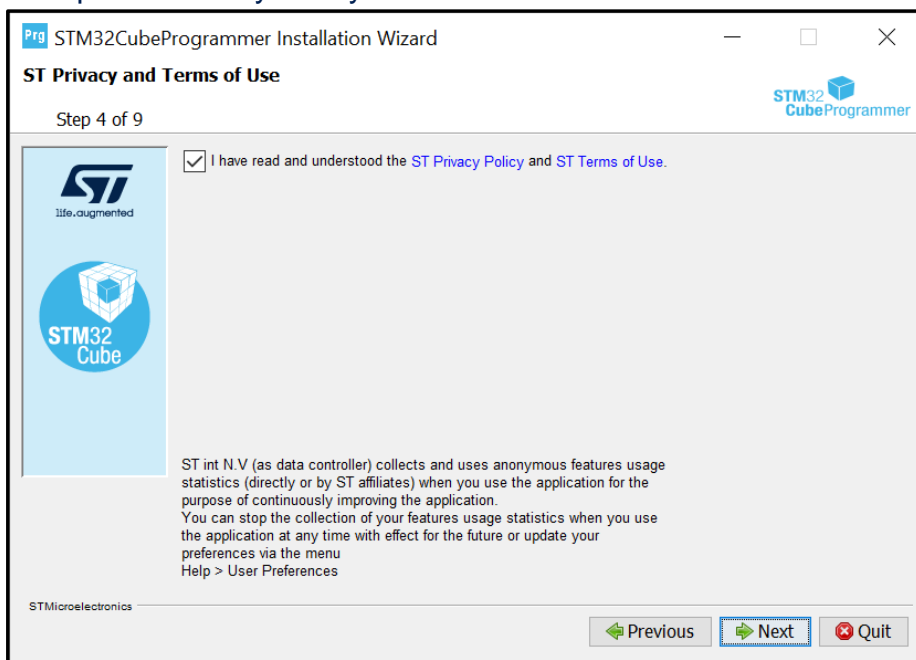 Prg STM32CubeProgrammer Installation Wizard
ST Privacy and Terms of Use
Step 4 of 9
STM32
CubeProgrammer
life.augmented
STM32
Cube
I have read and understood the ST Privacy Policy and ST Terms of Use.
ST int N.V (as data controller) collects and uses anonymous features usage
statistics (directly or by ST affiliates) when you use the application for the
purpose of continuously improving the application.
You can stop the collection of your features usage statistics when you use
the application at any time with effect for the future or update your
preferences via the menu
Help > User Preferences
STMicroelectronics
Previous Next Quit